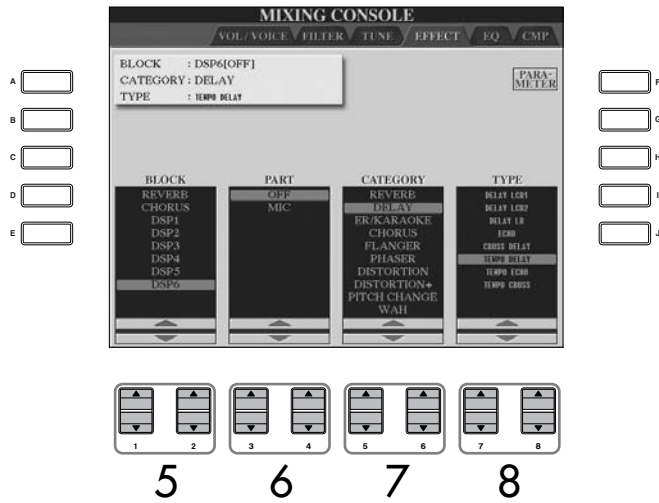 MIXING CONSOLE
VOL/VOICE FILTER TUNE EFFECT EQ CMP
BLOCK : DSP6[OFF]
CATEGORY : DELAY
TYPE : TEMPO DELAY
PARA-
METER
A
B
C
D
E
F
G
H
I
J
BLOCK
REVERB
CHORUS
DSP1
DSP2
DSP3
DSP4
DSP5
DSP6
PART
OFF
MIC
CATEGORY
REVERB
DELAY
ER/KARAOKE
CHORUS
FLANGER
PHASER
DISTORTION
DISTORTION+
PITCH CHANGE
WAH
TYPE
DELAY LCR1
DELAY LCR2
DELAY LR
ECHO
CROSS DELAY
TEMPO DELAY
TEMPO ECHO
TEMPO CROSS
1 2 3 4 5 6 7 8
5 6 7 8